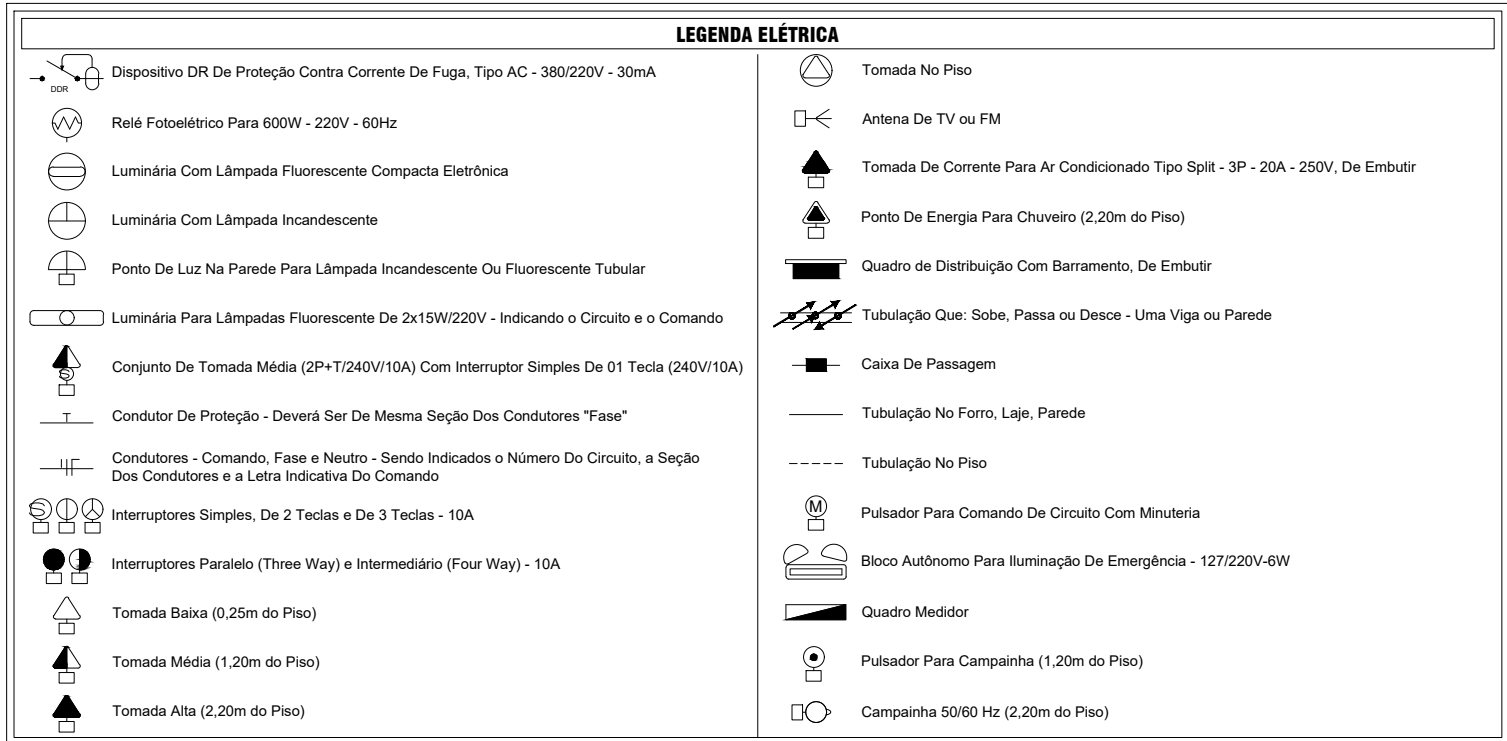 LEGENDA ELÉTRICA
DDR
Dispositivo DR De Proteção Contra Corrente De Fuga, Tipo AC - 380/220V - 30mA
Relé Fotoelétrico Para 600W - 220V - 60Hz
Luminária Com Lâmpada Fluorescente Compacta Eletrônica
Luminária Com Lâmpada Incandescente
Ponto De Luz Na Parede Para Lâmpada Incandescente Ou Fluorescente Tubular
Luminária Para Lâmpadas Fluorescente De 2x15W/220V - Indicando o Circuito e o Comando
S
Conjunto De Tomada Média (2P+T/240V/10A) Com Interruptor Simples De 01 Tecla (240V/10A)
T
Condutor De Proteção - Deverá Ser De Mesma Seção Dos Condutores "Fase"
Condutores - Comando, Fase e Neutro - Sendo Indicados o Número Do Circuito, a Seção
Dos Condutores e a Letra Indicativa Do Comando
S
Interruptores Simples, De 2 Teclas e De 3 Teclas - 10A
Interruptores Paralelo (Three Way) e Intermediário (Four Way) - 10A
Tomada Baixa (0,25m do Piso)
Tomada Média (1,20m do Piso)
Tomada Alta (2,20m do Piso)
Tomada No Piso
Antena De TV ou FM
Tomada De Corrente Para Ar Condicionado Tipo Split - 3P - 20A - 250V, De Embutir
Ponto De Energia Para Chuveiro (2,20m do Piso)
Quadro de Distribuição Com Barramento, De Embutir
Tubulação Que: Sobe, Passa ou Desce - Uma Viga ou Parede
Caixa De Passagem
Tubulação No Forro, Laje, Parede
Tubulação No Piso
M
Pulsador Para Comando De Circuito Com Minuteria
Bloco Autônomo Para Iluminação De Emergência - 127/220V-6W
Quadro Medidor
Pulsador Para Campainha (1,20m do Piso)
Campainha 50/60 Hz (2,20m do Piso)